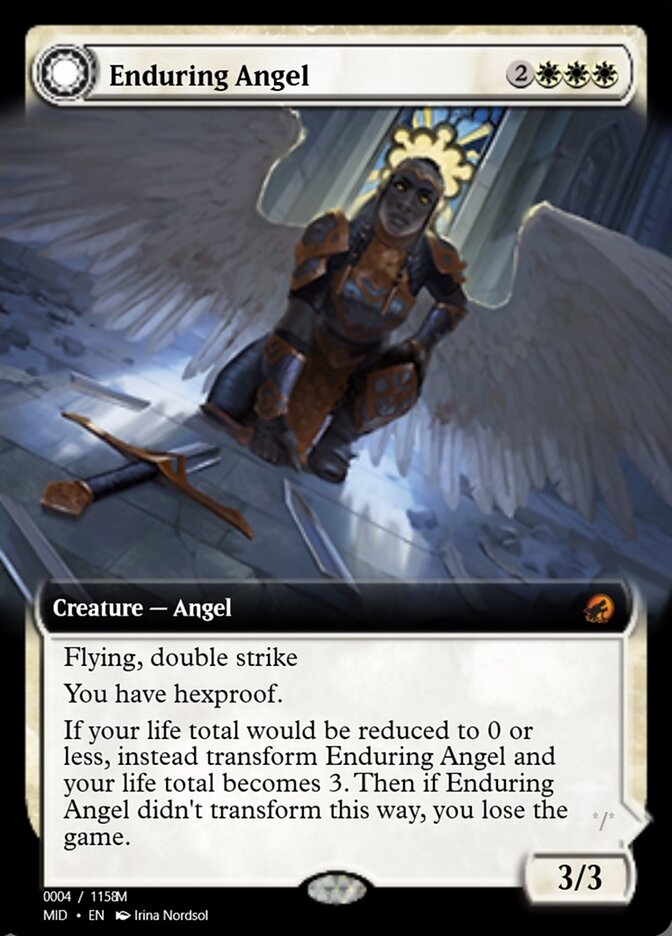 Enduring Angel 2
Creature — Angel
Flying, double strike
You have hexproof.
If your life total would be reduced to 0 or
less, instead transform Enduring Angel and
your life total becomes 3. Then if Enduring
Angel didn't transform this way, you lose the
game.
*/*
3/3
0004 / 1158M
MID • EN Irina Nordsol